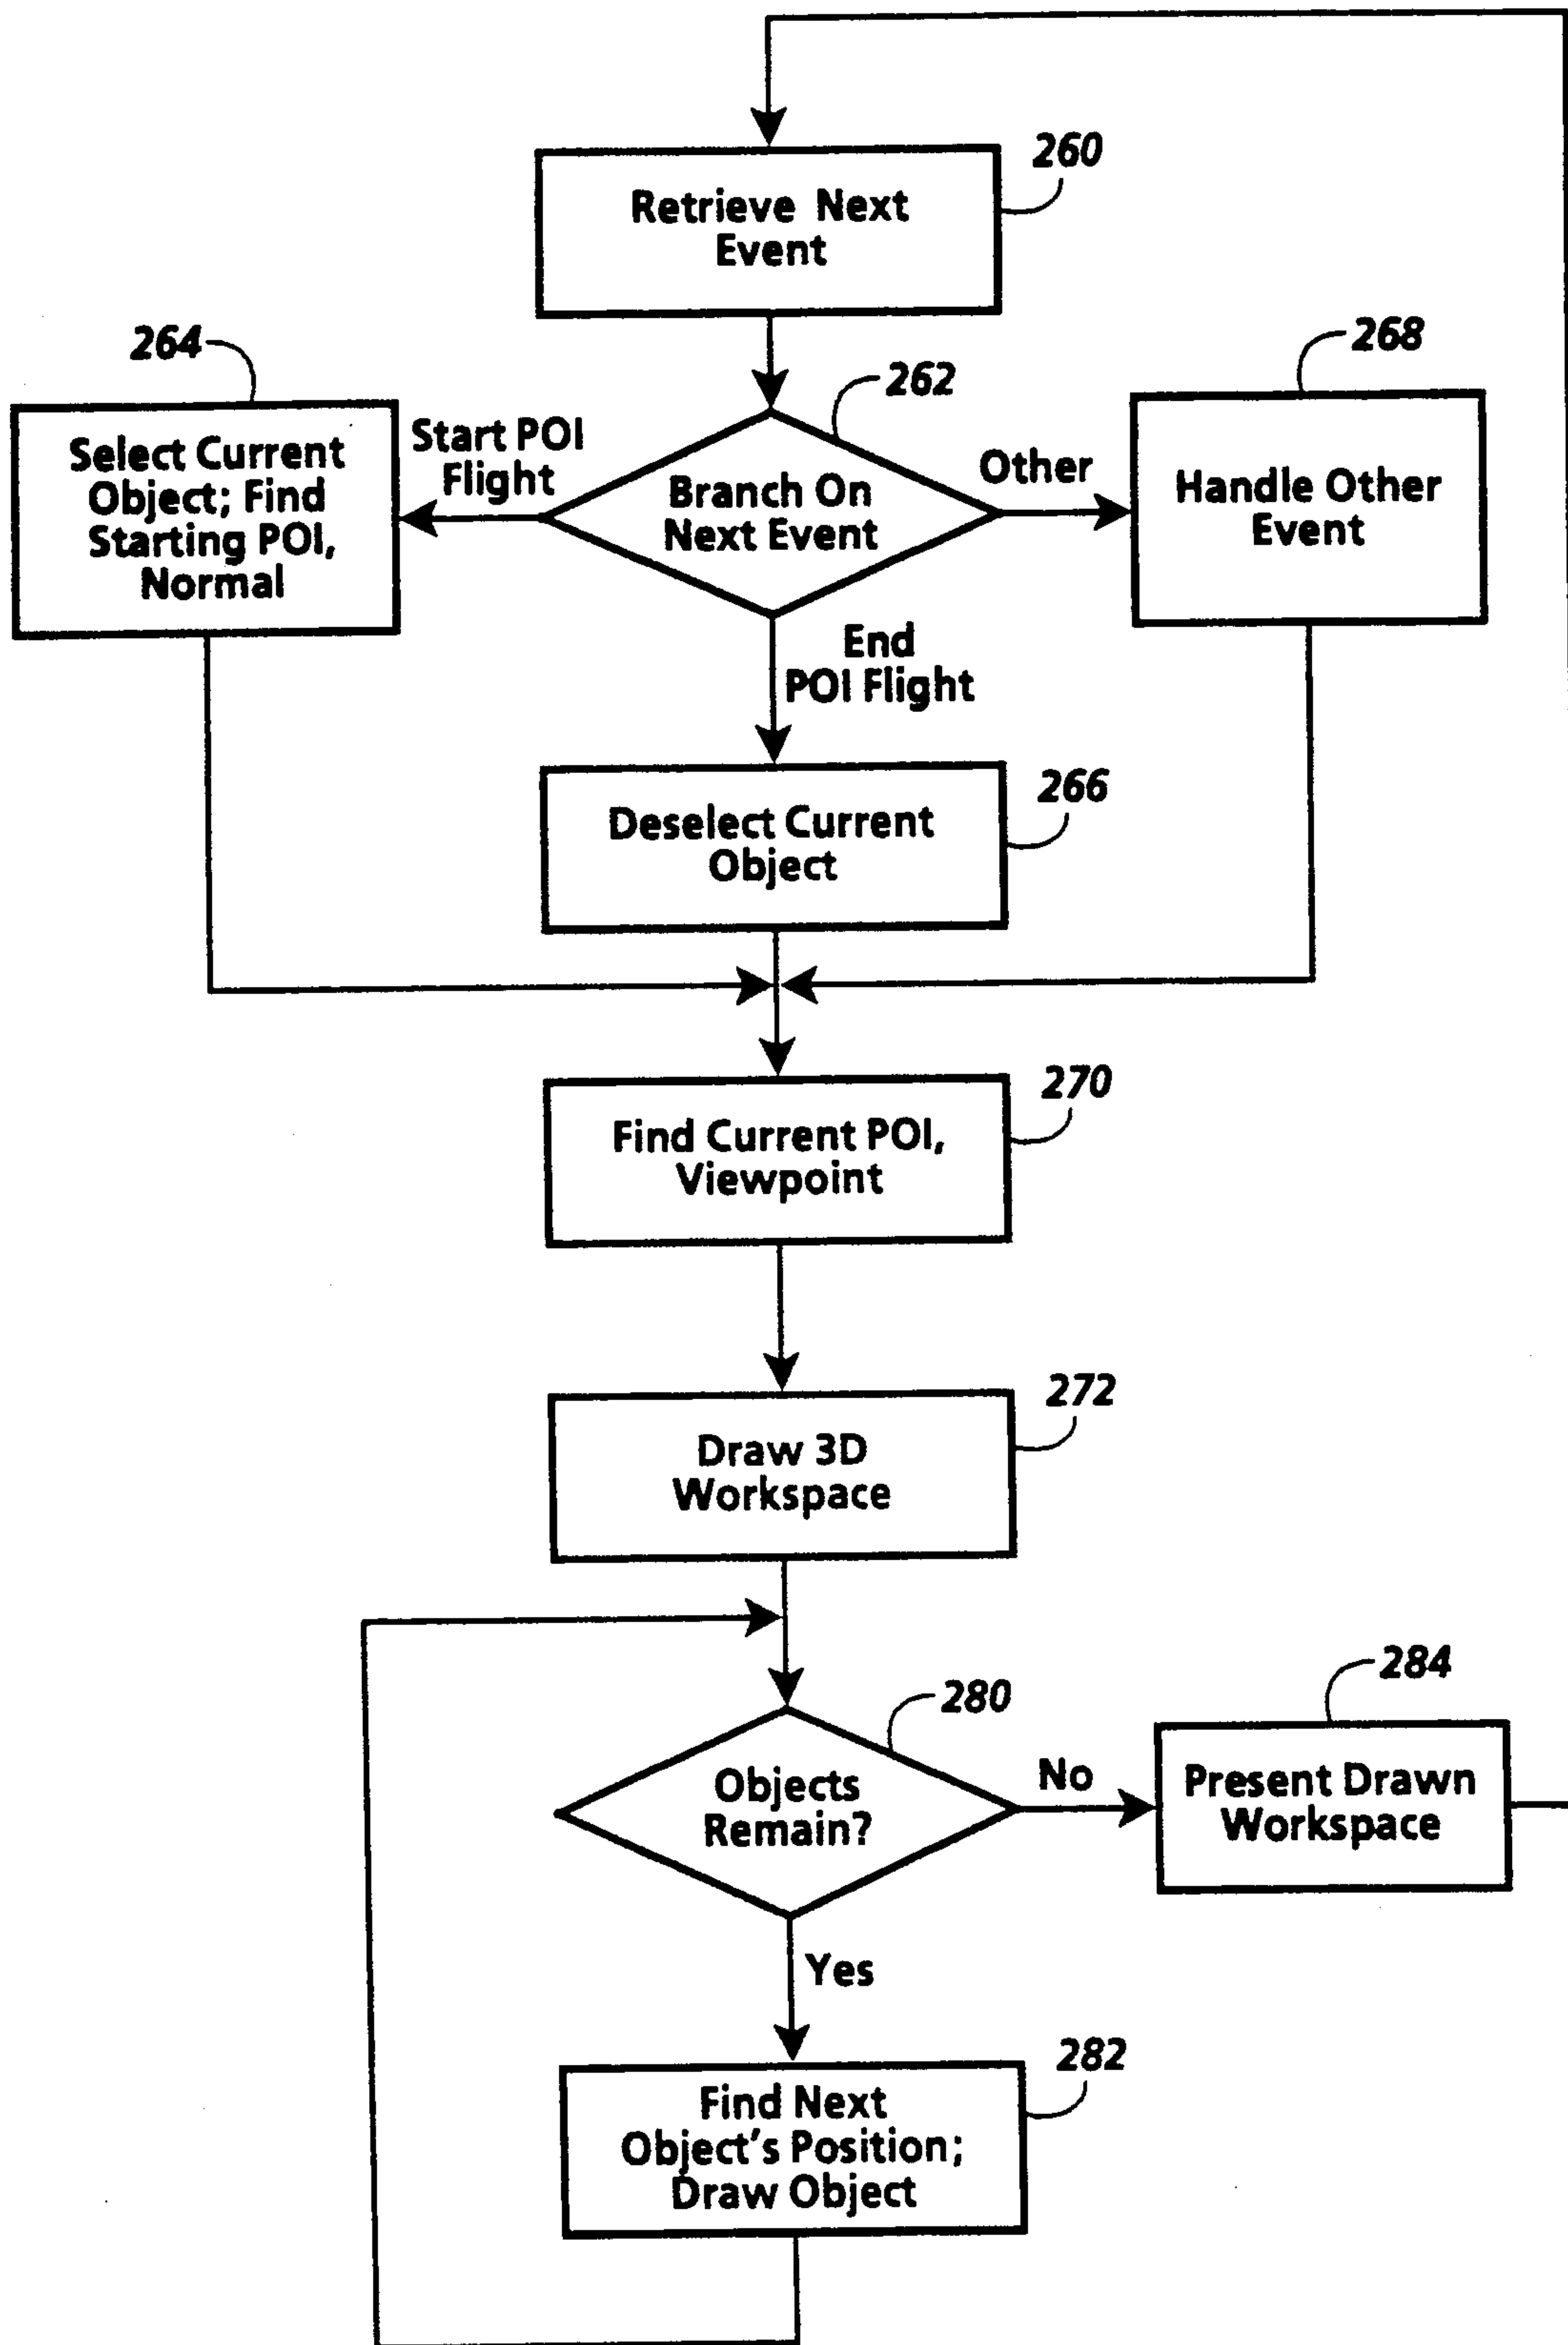 260
Retrieve Next
Event
264
262
268
Select Current
Object; Find
Starting POI,
Normal
Start POI
Flight
Branch On
Next Event
Other
Handle Other
Event
End
POI Flight
266
Deselect Current
Object
270
Find Current POI,
Viewpoint
272
Draw 3D
Workspace
280
284
Objects
Remain?
No
Present Drawn
Workspace
Yes
282
Find Next
Object's Position;
Draw Object